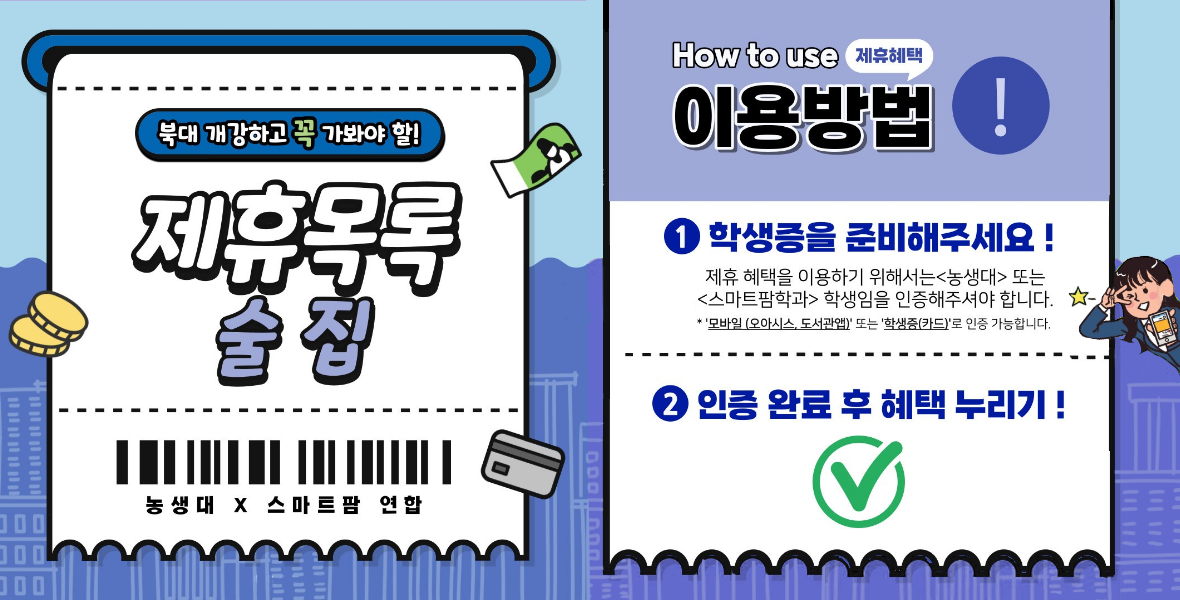 북대 개강하고 꼭 가봐야 할!
제휴목록
술집
농생대 X 스마트팜 연합
How to use 제휴혜택
이용방법
!
1 학생증을 준비해주세요 !
제휴 혜택을 이용하기 위해서는<농생대> 또는
<스마트팜학과> 학생임을 인증해주셔야 합니다.
* '모바일 (오아시스, 도서관앱)' 또는 '학생증(카드)'로 인증 가능합니다.
2 인증 완료 후 혜택 누리기 !